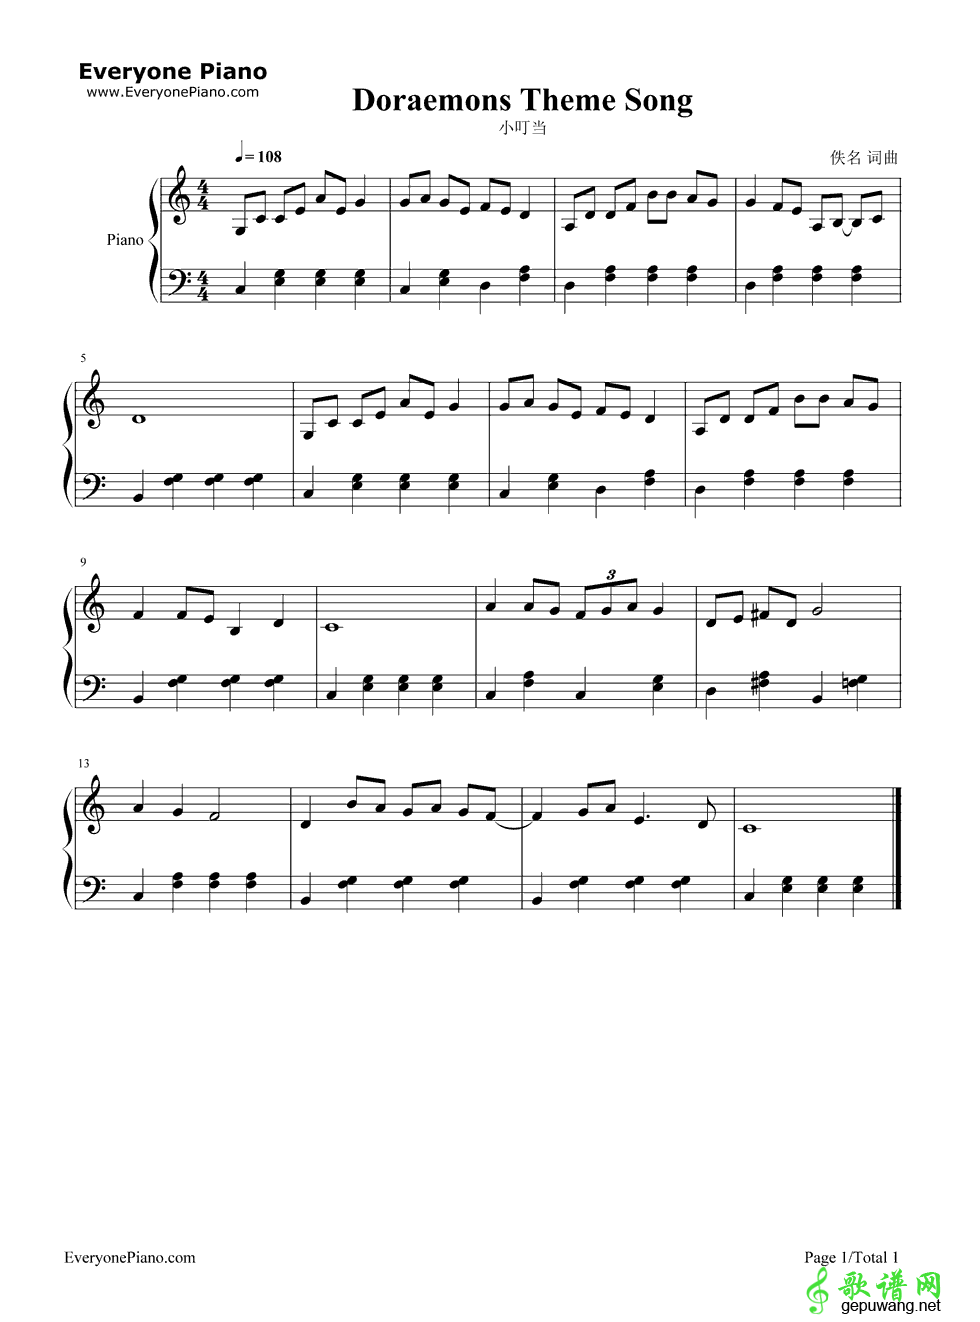 Everyone Piano
www.EveryonePiano.com
Doraemons Theme Song
小叮当
佚名 词曲
♩= 108
Piano
5
9
3
13
EveryonePiano.com
Page 1/Total 1
歌谱网
gepuwang.net